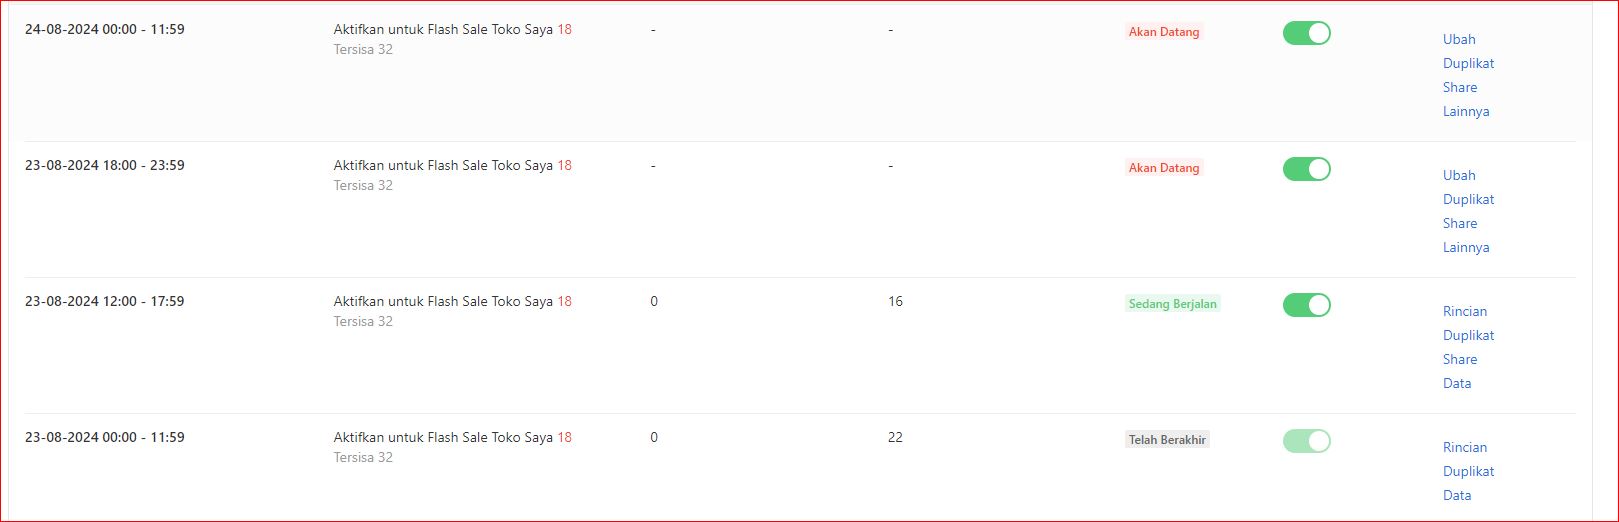 24-08-2024 00:00 - 11:59 Aktifkan untuk Flash Sale Toko Saya 18 - - Akan Datang
Tersisa 32
Ubah
Duplikat
Share
Lainnya
23-08-2024 18:00 - 23:59 Aktifkan untuk Flash Sale Toko Saya 18 - - Akan Datang
Tersisa 32
Ubah
Duplikat
Share
Lainnya
23-08-2024 12:00 - 17:59 Aktifkan untuk Flash Sale Toko Saya 18 0 16 Sedang Berjalan
Tersisa 32
Rincian
Duplikat
Share
Data
23-08-2024 00:00 - 11:59 Aktifkan untuk Flash Sale Toko Saya 18 0 22 Telah Berakhir
Tersisa 32
Rincian
Duplikat
Data